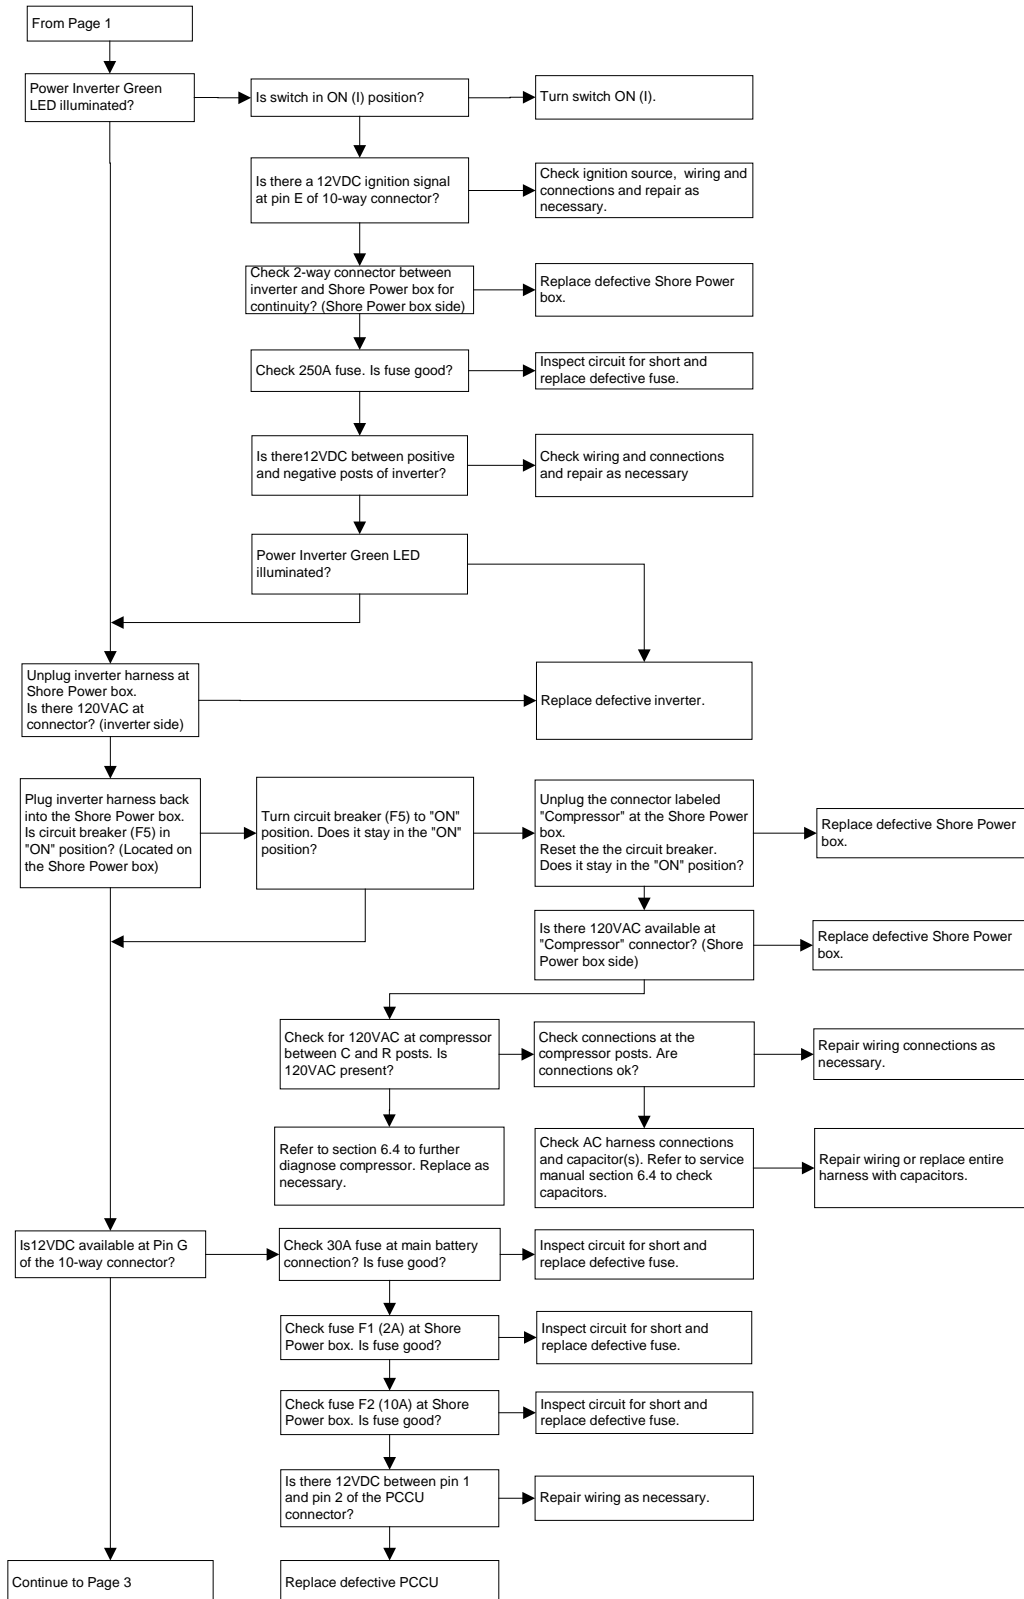 From Page 1
Power Inverter Green
LED illuminated?
Is switch in ON (I) position?
Turn switch ON (I).
Is there a 12VDC ignition signal
at pin E of 10-way connector?
Check ignition source,  wiring and
connections and repair as
necessary.
Check 2-way connector between
inverter and Shore Power box for
continuity? (Shore Power box side)
Replace defective Shore Power
box.
Check 250A fuse. Is fuse good?
Inspect circuit for short and
replace defective fuse.
Is there12VDC between positive
and negative posts of inverter?
Check wiring and connections
and repair as necessary
Power Inverter Green LED
illuminated?
Unplug inverter harness at
Shore Power box.
Is there 120VAC at
connector? (inverter side)
Replace defective inverter.
Plug inverter harness back
into the Shore Power box.
Is circuit breaker (F5) in
"ON" position? (Located on
the Shore Power box)
Turn circuit breaker (F5) to "ON"
position. Does it stay in the "ON"
position?
Unplug the connector labeled
"Compressor" at the Shore Power
box.
Reset the the circuit breaker.
Does it stay in the "ON" position?
Replace defective Shore Power
box.
Is there 120VAC available at
"Compressor" connector? (Shore
Power box side)
Replace defective Shore Power
box.
Check for 120VAC at compressor
between C and R posts. Is
120VAC present?
Check connections at the
compressor posts. Are
connections ok?
Repair wiring connections as
necessary.
Refer to section 6.4 to further
diagnose compressor. Replace as
necessary.
Check AC harness connections
and capacitor(s). Refer to service
manual section 6.4 to check
capacitors.
Repair wiring or replace entire
harness with capacitors.
Is12VDC available at Pin G
of the 10-way connector?
Check 30A fuse at main battery
connection? Is fuse good?
Inspect circuit for short and
replace defective fuse.
Check fuse F1 (2A) at Shore
Power box. Is fuse good?
Inspect circuit for short and
replace defective fuse.
Check fuse F2 (10A) at Shore
Power box. Is fuse good?
Inspect circuit for short and
replace defective fuse.
Is there 12VDC between pin 1
and pin 2 of the PCCU
connector?
Repair wiring as necessary.
Continue to Page 3
Replace defective PCCU